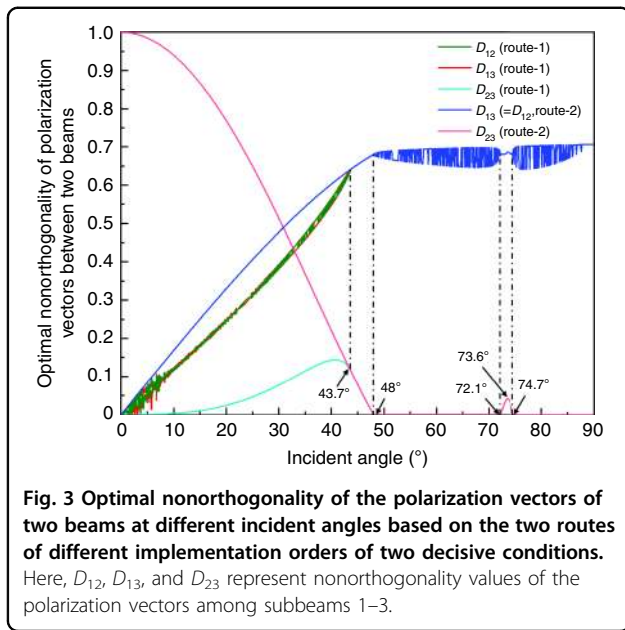 1.0
0.9
0.8
0.7
0.6
0.5
0.4
0.3
0.2
0.1
0
Optimal nonorthogonality of polarization
vectors between two beams
D12 (route-1)
D13 (route-1)
D23 (route-1)
D13 (=D12,route-2)
D23 (route-2)
43.7°
48°
73.6°
72.1°
74.7°
0 10 20 30 40 50 60 70 80 90
Incident angle (°)
Fig. 3 Optimal nonorthogonality of the polarization vectors of
two beams at different incident angles based on the two routes
of different implementation orders of two decisive conditions.
Here, D12, D13, and D23 represent nonorthogonality values of the
polarization vectors among subbeams 1–3.